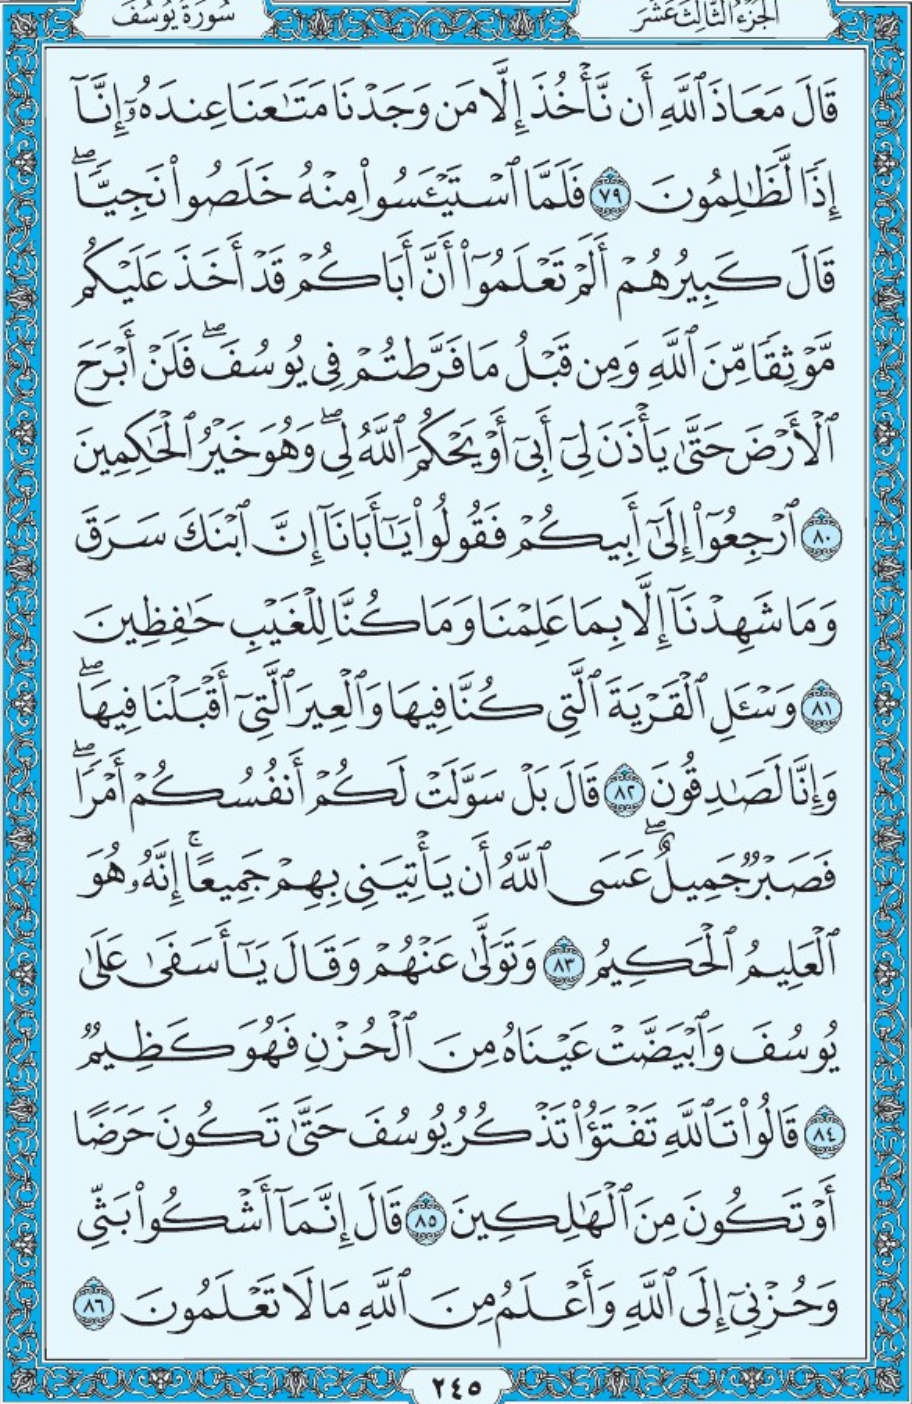 الجزء الثالث عشر
سورة يوسف
قَالَ مَعَاذَ ٱللَّهِ أَن نَّأۡخُذَ إِلَّا مَن وَجَدۡنَا مَتَٰعَنَا عِندَهُۥٓ إِنَّآ
إِذٗا لَّظَٰلِمُونَ ٧٩ فَلَمَّا ٱسۡتَيۡـَٔسُواْ مِنۡهُ خَلَصُواْ نَجِيّٗاۖ
قَالَ كَبِيرُهُمۡ أَلَمۡ تَعۡلَمُوٓاْ أَنَّ أَبَاكُمۡ قَدۡ أَخَذَ عَلَيۡكُم
مَّوۡثِقٗا مِّنَ ٱللَّهِ وَمِن قَبۡلُ مَا فَرَّطتُمۡ فِي يُوسُفَۖ فَلَنۡ أَبۡرَحَ
ٱلۡأَرۡضَ حَتَّىٰ يَأۡذَنَ لِيٓ أَبِيٓ أَوۡ يَحۡكُمَ ٱللَّهُ لِيۖ وَهُوَ خَيۡرُ ٱلۡحَٰكِمِينَ
٨٠ ٱرۡجِعُوٓاْ إِلَىٰٓ أَبِيكُمۡ فَقُولُواْ يَٰٓأَبَانَآ إِنَّ ٱبۡنَكَ سَرَقَ
وَمَا شَهِدۡنَآ إِلَّا بِمَا عَلِمۡنَا وَمَا كُنَّا لِلۡغَيۡبِ حَٰفِظِينَ
٨١ وَسۡـَٔلِ ٱلۡقَرۡيَةَ ٱلَّتِي كُنَّا فِيهَا وَٱلۡعِيرَ ٱلَّتِيٓ أَقۡبَلۡنَا فِيهَاۖ
وَإِنَّا لَصَٰدِقُونَ ٨٢ قَالَ بَلۡ سَوَّلَتۡ لَكُمۡ أَنفُسُكُمۡ أَمۡرٗاۖ
فَصَبۡرٞ جَمِيلٌۖ عَسَى ٱللَّهُ أَن يَأۡتِيَنِي بِهِمۡ جَمِيعًاۚ إِنَّهُۥ هُوَ
ٱلۡعَلِيمُ ٱلۡحَكِيمُ ٨٣ وَتَوَلَّىٰ عَنۡهُمۡ وَقَالَ يَٰٓأَسَفَىٰ عَلَىٰ
يُوسُفَ وَٱبۡيَضَّتۡ عَيۡنَاهُ مِنَ ٱلۡحُزۡنِ فَهُوَ كَظِيمٞ
٨٤ قَالُواْ تَٱللَّهِ تَفۡتَؤُاْ تَذۡكُرُ يُوسُفَ حَتَّىٰ تَكُونَ حَرَضًا
أَوۡ تَكُونَ مِنَ ٱلۡهَٰلِكِينَ ٨٥ قَالَ إِنَّمَآ أَشۡكُواْ بَثِّي
وَحُزۡنِيٓ إِلَى ٱللَّهِ وَأَعۡلَمُ مِنَ ٱللَّهِ مَا لَا تَعۡلَمُونَ ٨٦
٢٤٥